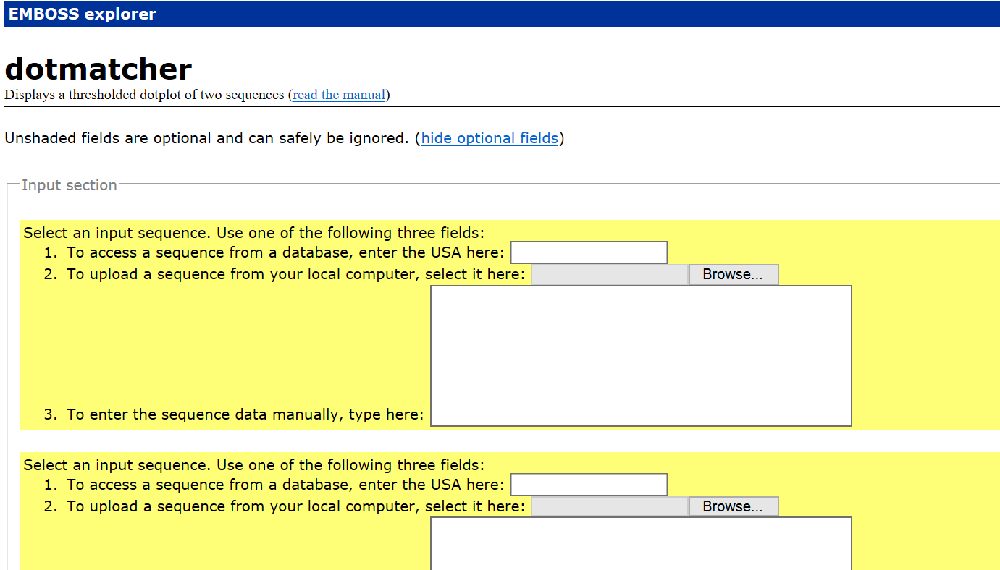 EMBOSS explorer
dotmatcher
Displays a thresholded dotplot of two sequences (read the manual)
Unshaded fields are optional and can safely be ignored. (hide optional fields)
Input section
Select an input sequence. Use one of the following three fields:
1. To access a sequence from a database, enter the USA here:
2. To upload a sequence from your local computer, select it here: Browse...
3. To enter the sequence data manually, type here:
Select an input sequence. Use one of the following three fields:
1. To access a sequence from a database, enter the USA here:
2. To upload a sequence from your local computer, select it here: Browse...